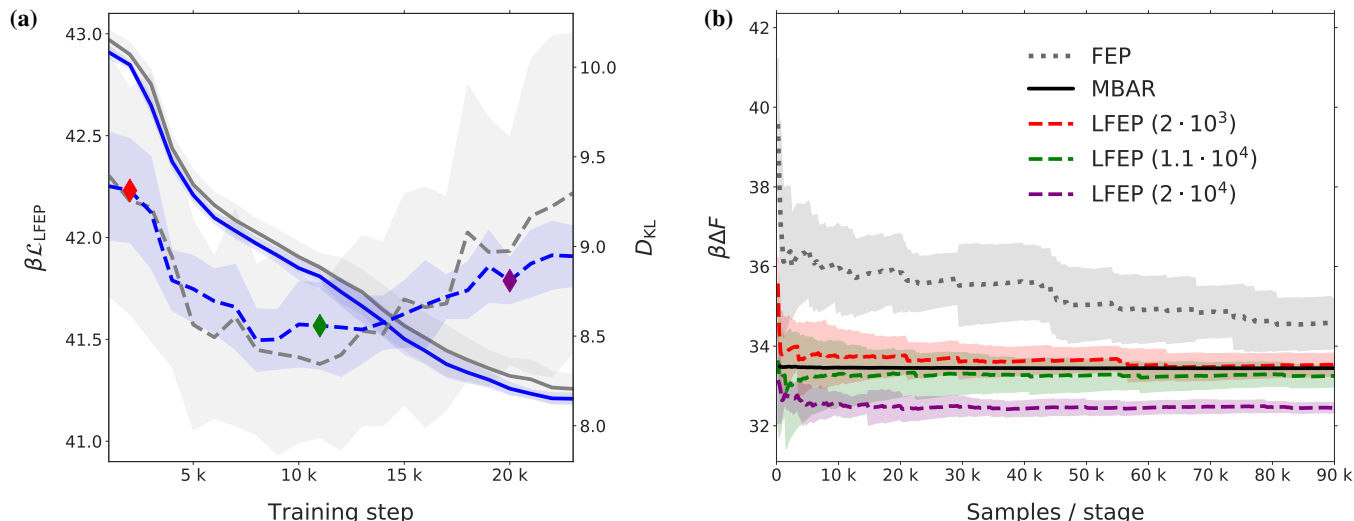 (a)
43.0
42.5
42.0
41.5
41.0
βℒ_LFEP
10.0
9.5
9.0
8.5
8.0
D_KL
5 k
10 k
15 k
20 k
Training step
(b)
42
40
38
36
34
32
βΔF
FEP
MBAR
LFEP (2 · 10³)
LFEP (1.1 · 10⁴)
LFEP (2 · 10⁴)
0
10 k
20 k
30 k
40 k
50 k
60 k
70 k
80 k
90 k
Samples / stage